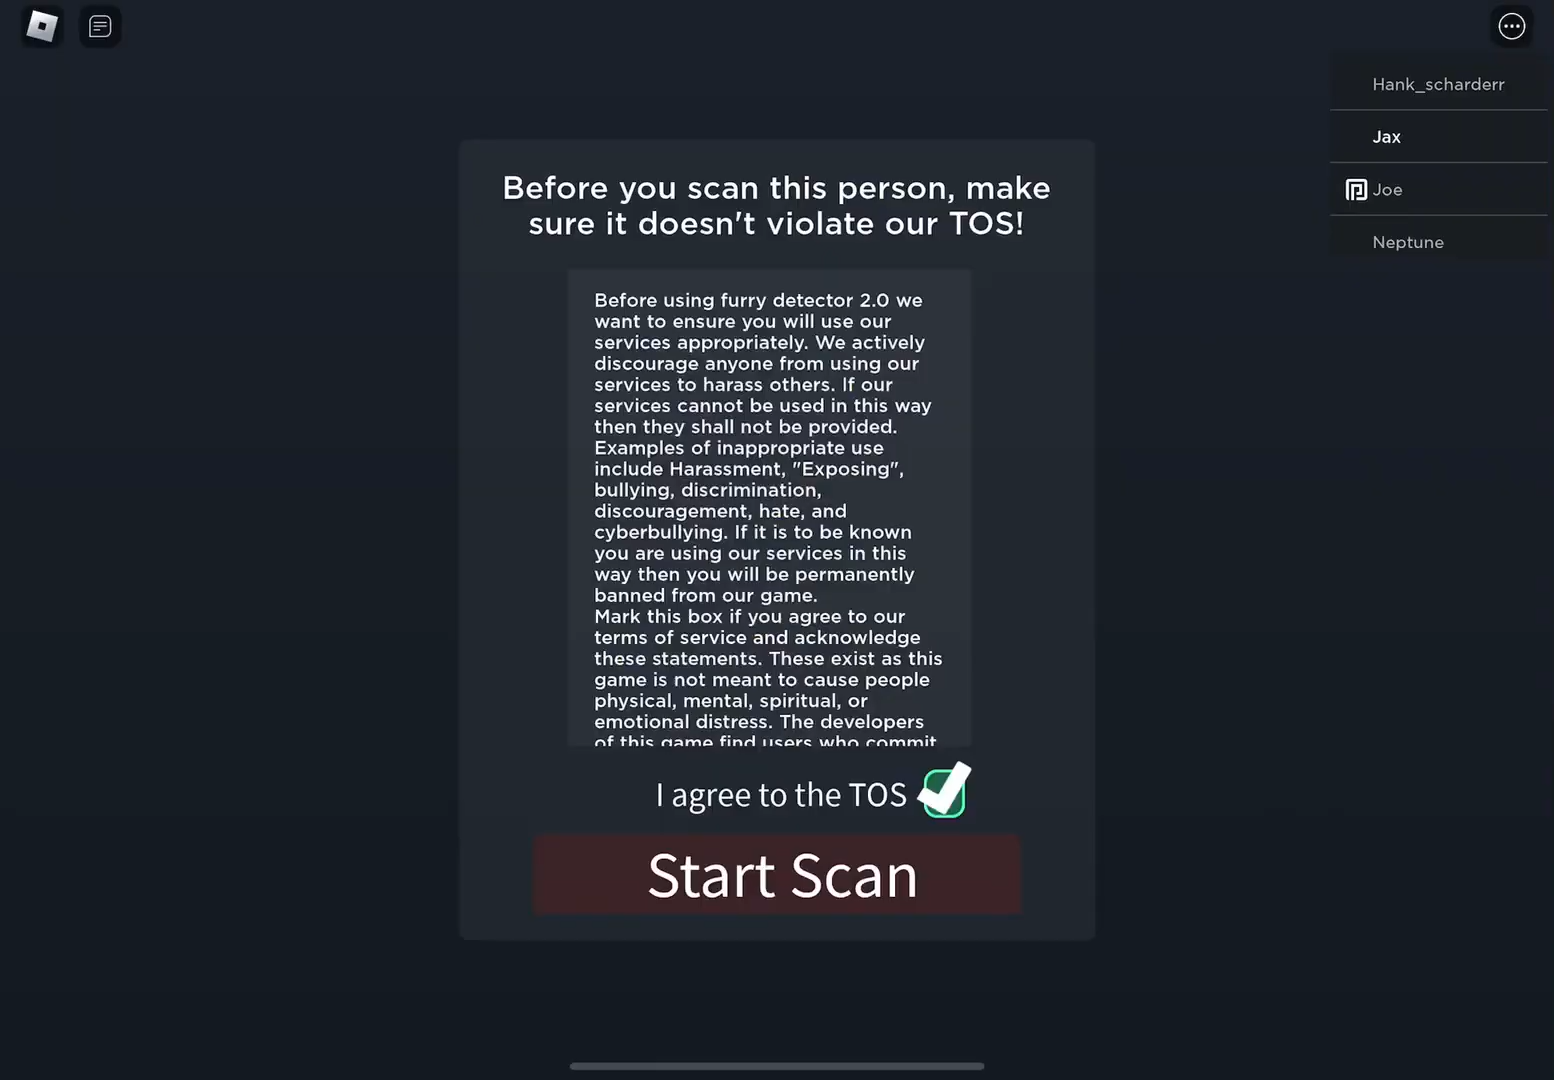 Hank_scharderr
Jax
Joe
Neptune
Before you scan this person, make
sure it doesn't violate our TOS!
Before using furry detector 2.0 we
want to ensure you will use our
services appropriately. We actively
discourage anyone from using our
services to harass others. If our
services cannot be used in this way
then they shall not be provided.
Examples of inappropriate use
include Harassment, "Exposing",
bullying, discrimination,
discouragement, hate, and
cyberbullying. If it is to be known
you are using our services in this
way then you will be permanently
banned from our game.
Mark this box if you agree to our
terms of service and acknowledge
these statements. These exist as this
game is not meant to cause people
physical, mental, spiritual, or
emotional distress. The developers
of this game find users who commit
I agree to the TOS
Start Scan